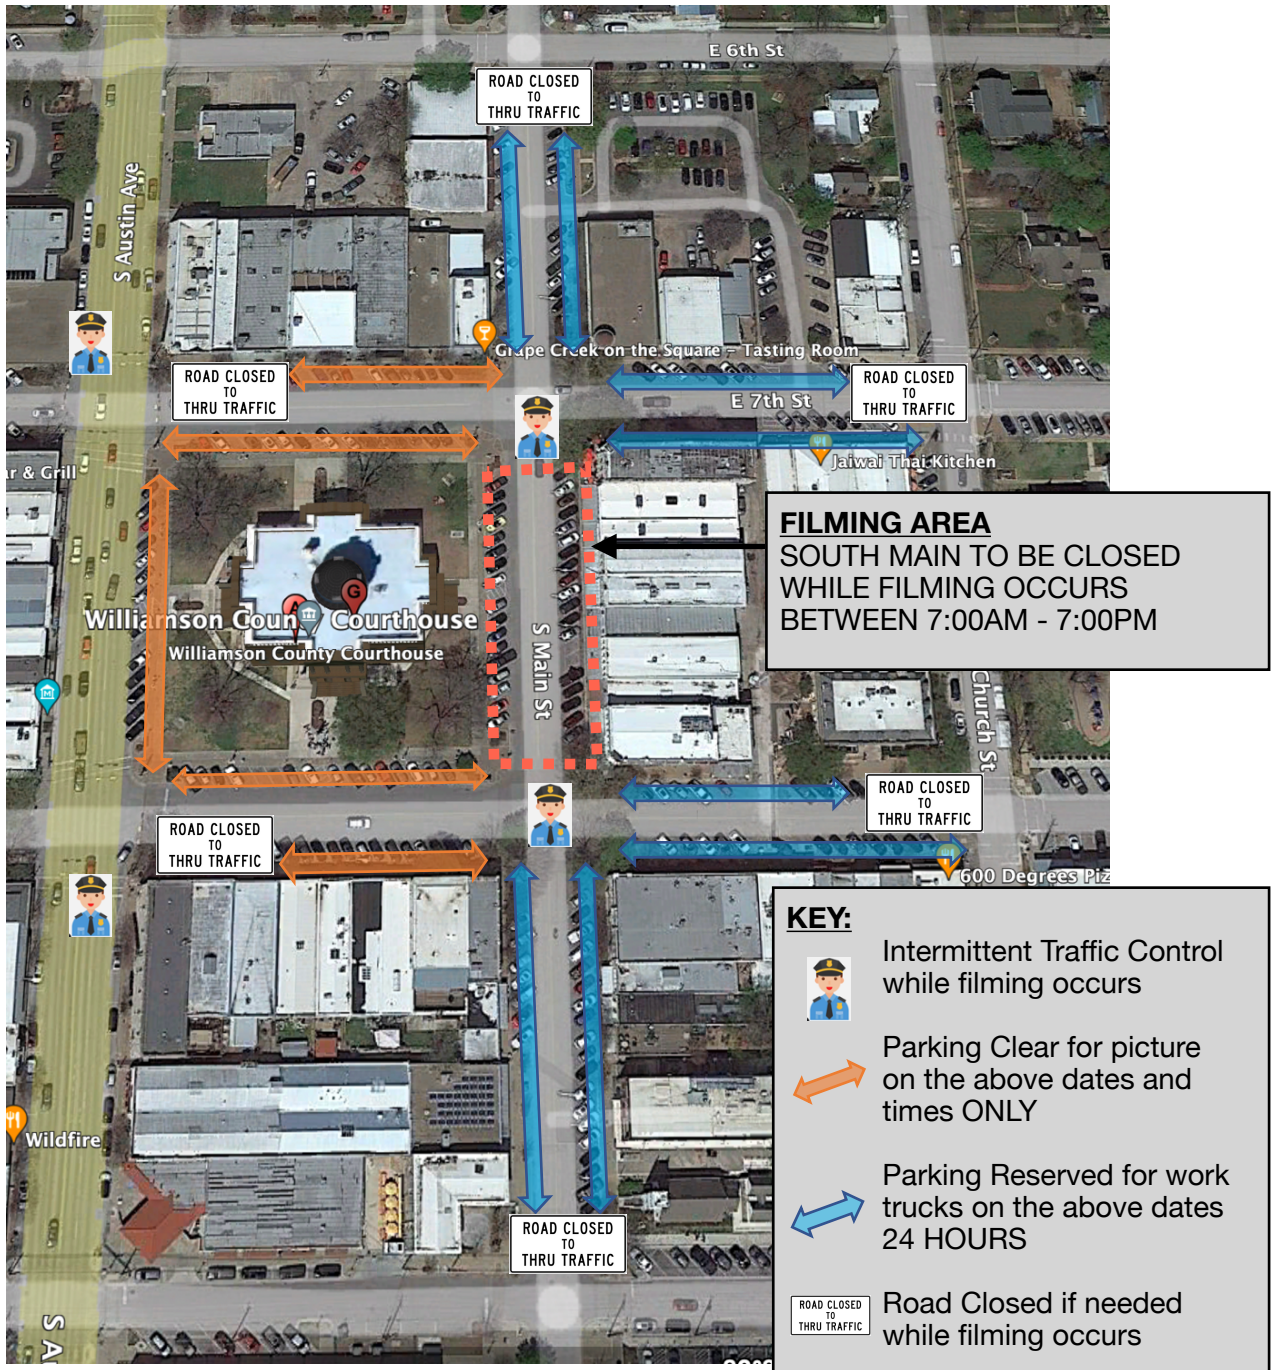 E 6th St
ROAD CLOSED
TO
THRU TRAFFIC
S Austin Ave
Grape Creek on the Square - Tasting Room
ROAD CLOSED
TO
THRU TRAFFIC
E 7th St
ROAD CLOSED
TO
THRU TRAFFIC
ar & Grill
Jaiwai Thai Kitchen
FILMING AREA
SOUTH MAIN TO BE CLOSED
WHILE FILMING OCCURS
BETWEEN 7:00AM - 7:00PM
A
G
Williamson County Courthouse
Williamson County Courthouse
S Main St
Church St
M
ROAD CLOSED
TO
THRU TRAFFIC
ROAD CLOSED
TO
THRU TRAFFIC
600 Degrees Piz
KEY:
Intermittent Traffic Control
while filming occurs
Parking Clear for picture
on the above dates and
times ONLY
Wildfire
Parking Reserved for work
trucks on the above dates
24 HOURS
ROAD CLOSED
TO
THRU TRAFFIC
ROAD CLOSED
TO
THRU TRAFFIC
Road Closed if needed
while filming occurs
S A